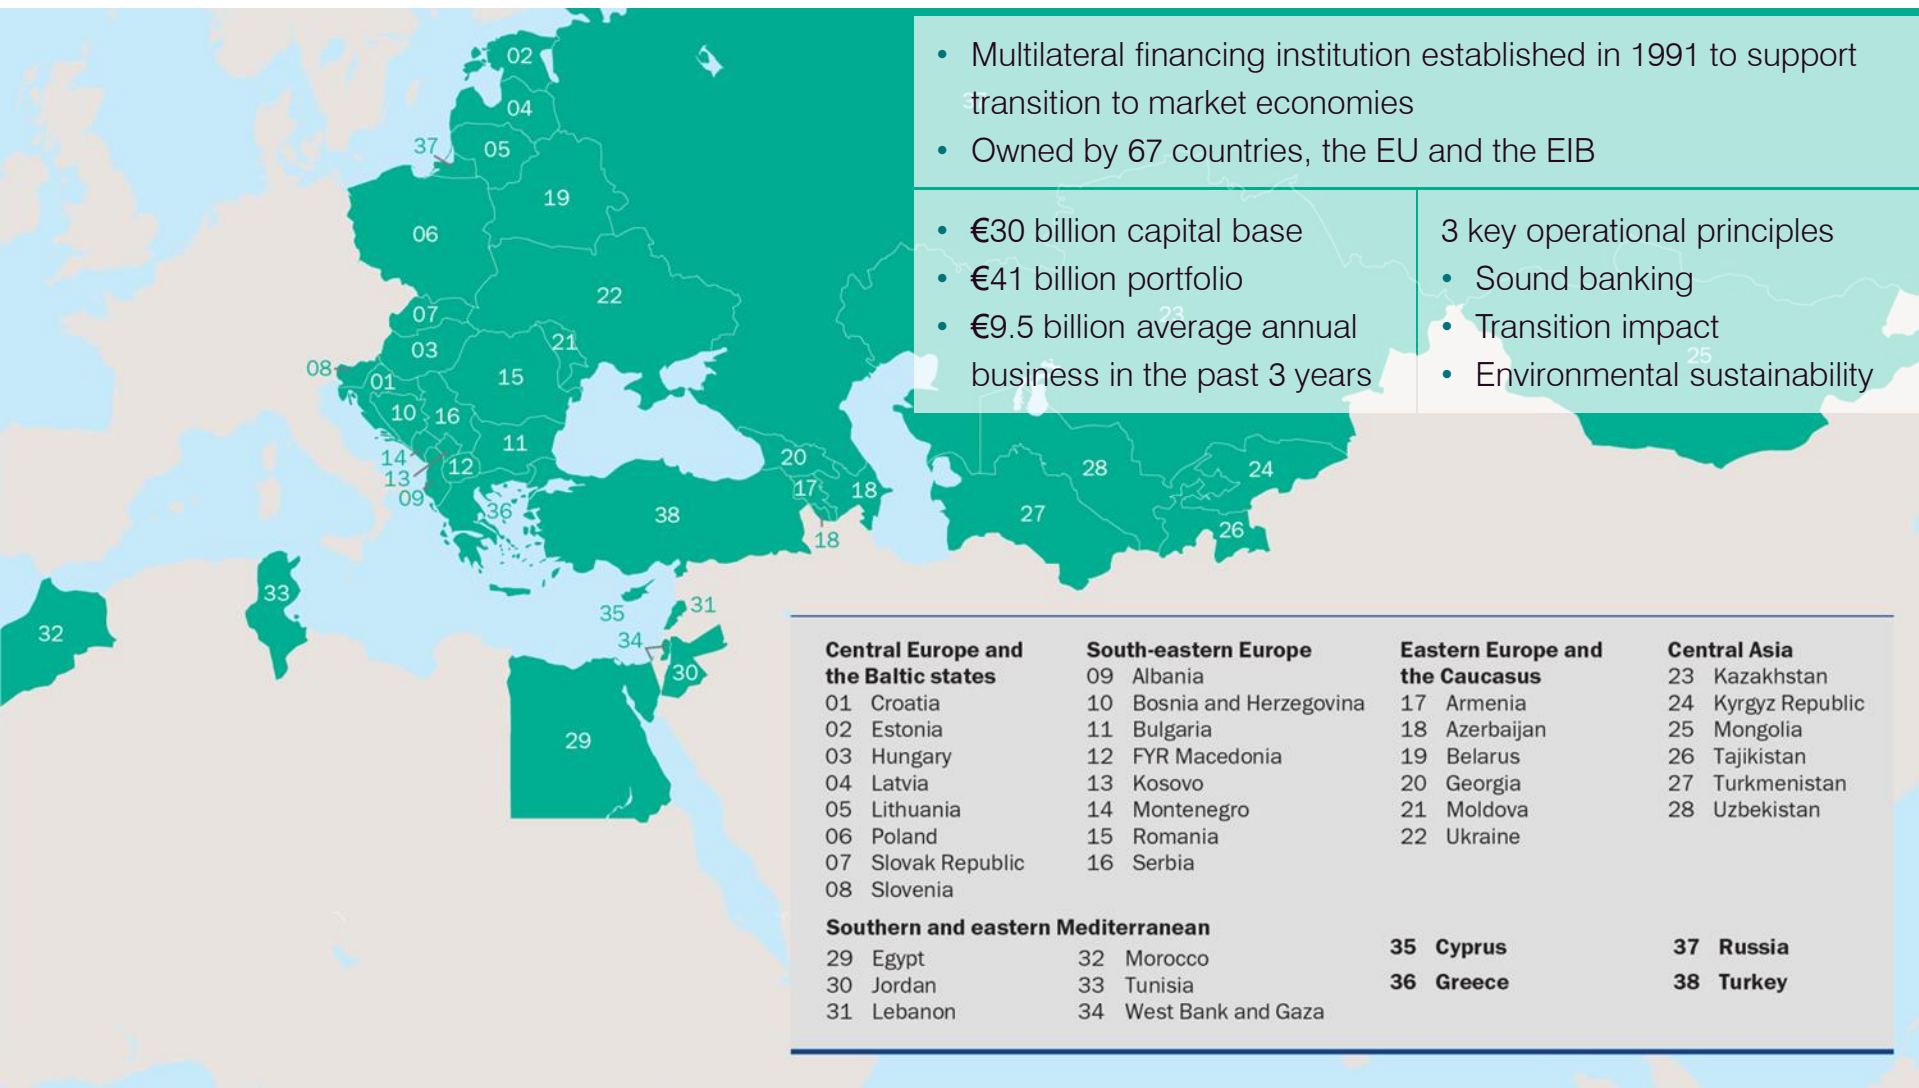 • Multilateral financing institution established in 1991 to support
transition to market economies
• Owned by 67 countries, the EU and the EIB
• €30 billion capital base
• €41 billion portfolio
• €9.5 billion average annual
business in the past 3 years
3 key operational principles
• Sound banking
• Transition impact
• Environmental sustainability
02
04
37
05
19
06
22
07
03
21
08
01
15
10
16
11
14
12
13
09
36
38
20
17
18
18
23
25
28
24
27
26
33
32
35
31
34
30
29
Central Europe and
the Baltic states
01 Croatia
02 Estonia
03 Hungary
04 Latvia
05 Lithuania
06 Poland
07 Slovak Republic
08 Slovenia
South-eastern Europe
09 Albania
10 Bosnia and Herzegovina
11 Bulgaria
12 FYR Macedonia
13 Kosovo
14 Montenegro
15 Romania
16 Serbia
Eastern Europe and
the Caucasus
17 Armenia
18 Azerbaijan
19 Belarus
20 Georgia
21 Moldova
22 Ukraine
Central Asia
23 Kazakhstan
24 Kyrgyz Republic
25 Mongolia
26 Tajikistan
27 Turkmenistan
28 Uzbekistan
Southern and eastern Mediterranean
29 Egypt
30 Jordan
31 Lebanon
32 Morocco
33 Tunisia
34 West Bank and Gaza
35 Cyprus
36 Greece
37 Russia
38 Turkey